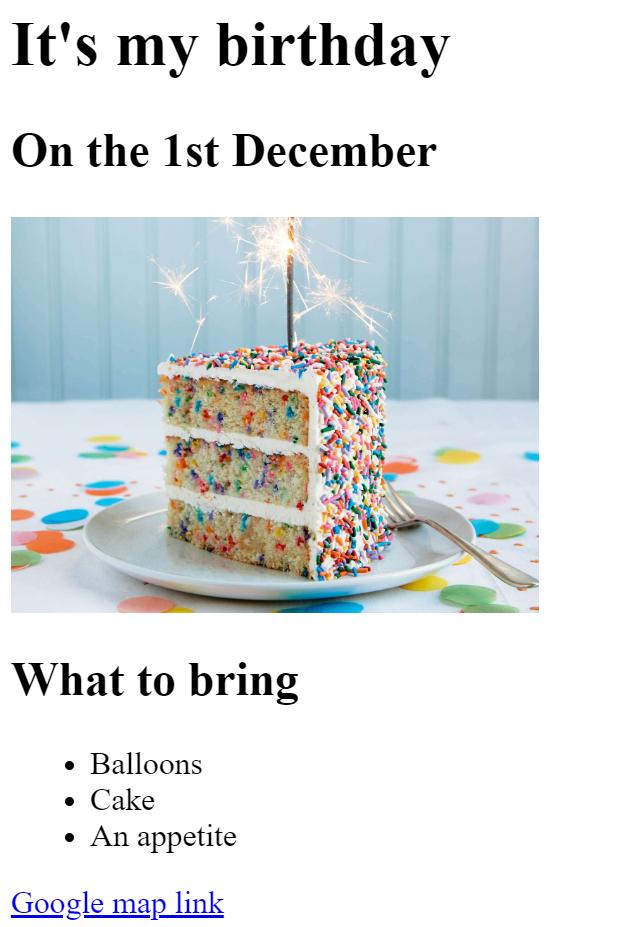 It's my birthday
On the 1st December
What to bring
Balloons
Cake
An appetite
Google map link